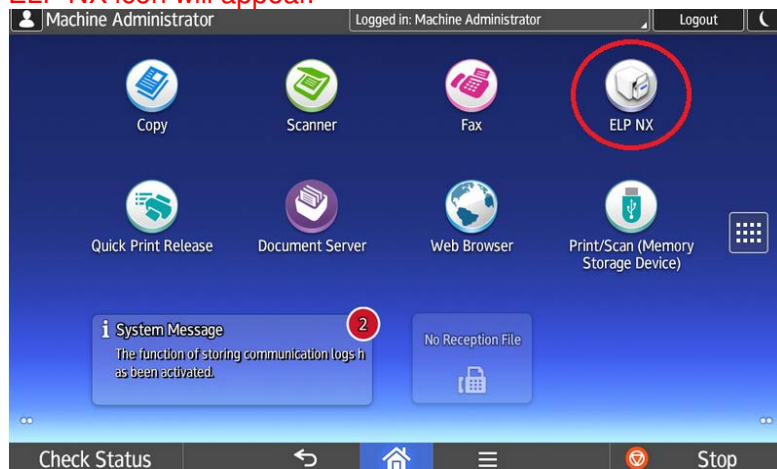 ELP NX icon will appear.
Machine Administrator
Logged in: Machine Administrator
Logout
Copy
Scanner
Fax
ELP NX
Quick Print Release
Document Server
Web Browser
Print/Scan (Memory
Storage Device)
System Message
2
The function of storing communication logs h
as been activated.
No Reception File
Check Status
Stop